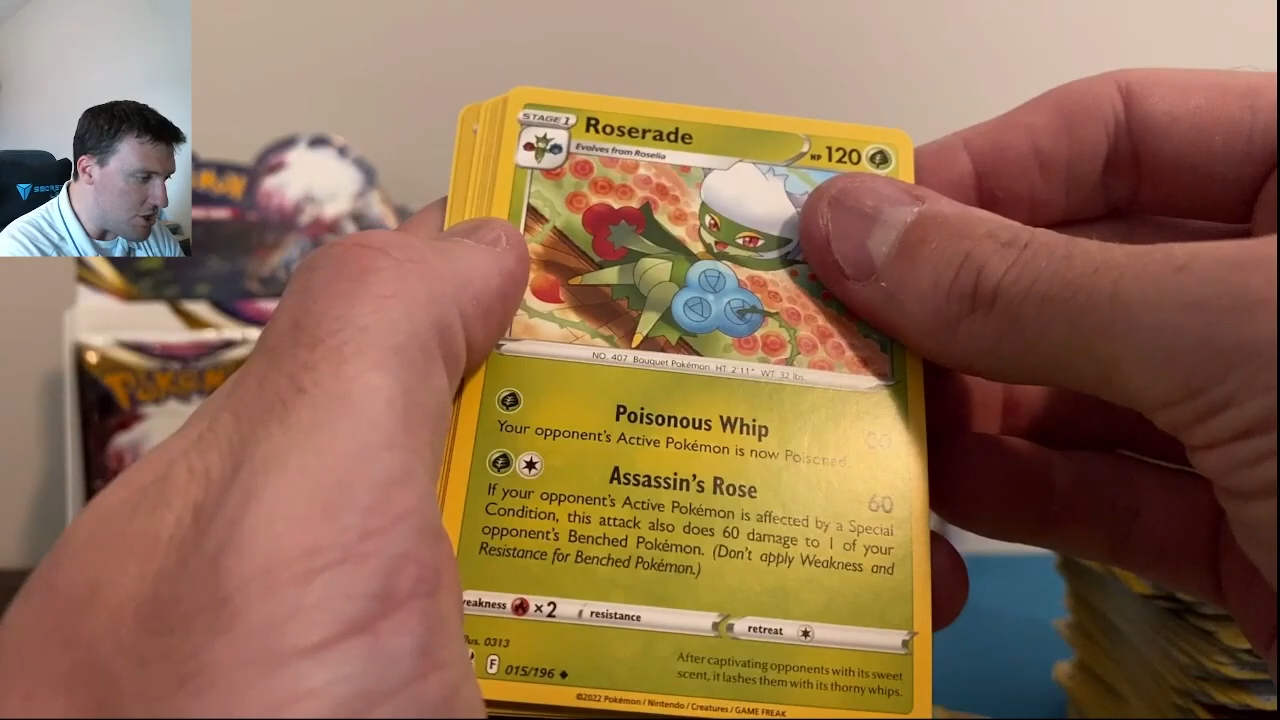 STAGE 1
Roserade
HP 120
Evolves from Roselia
NO. 407 Bouquet Pokémon. HT: 2'11" WT: 32 lbs.
Poisonous Whip
Your opponent's Active Pokémon is now Poisoned.
Assassin's Rose 60
If your opponent's Active Pokémon is affected by a Special
Condition, this attack also does 60 damage to 1 of your
opponent's Benched Pokémon. (Don't apply Weakness and
Resistance for Benched Pokémon.)
eakness ×2 resistance retreat
llus. 0313
F 015/196
After captivating opponents with its sweet
scent, it lashes them with its thorny whips.
©2022 Pokémon / Nintendo / Creatures / GAME FREAK
POKÉMON